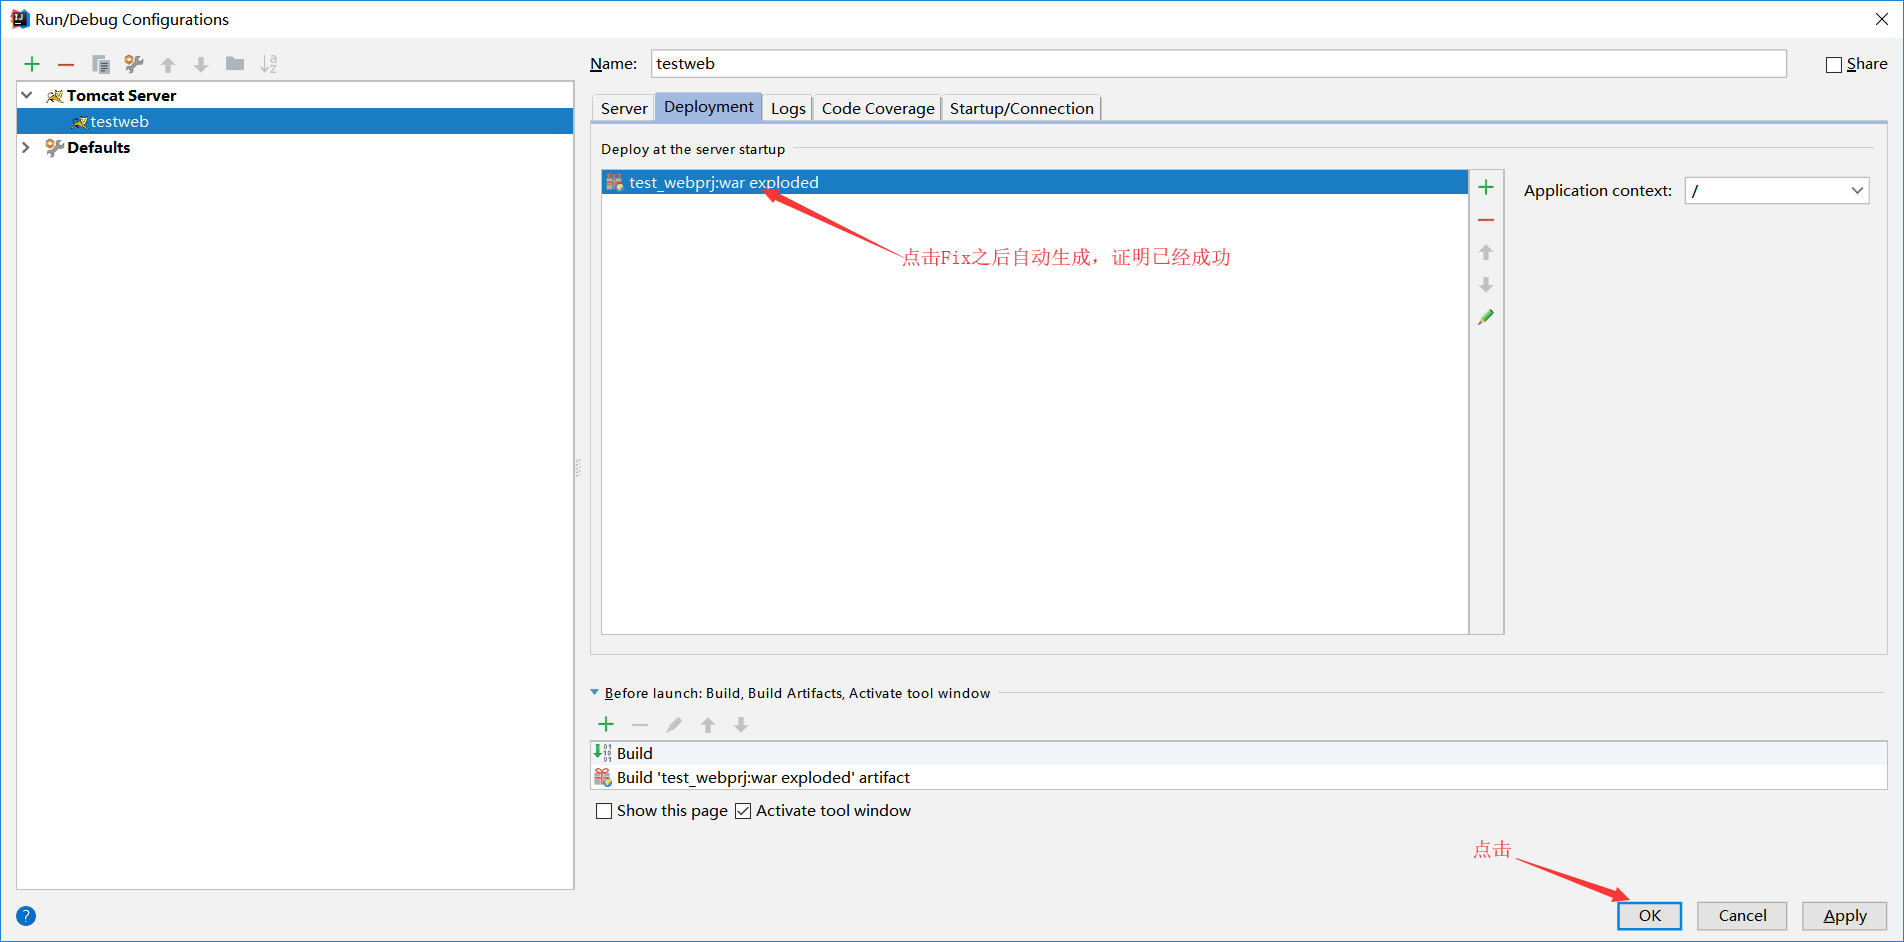 Run/Debug Configurations
Name: testweb
Share
Tomcat Server
testweb
Defaults
Server Deployment Logs Code Coverage Startup/Connection
Deploy at the server startup
test_webprj:war exploded
Application context: /
点击Fix之后自动生成，证明已经成功
Before launch: Build, Build Artifacts, Activate tool window
Build
Build 'test_webprj:war exploded' artifact
Show this page Activate tool window
点击
OK Cancel Apply